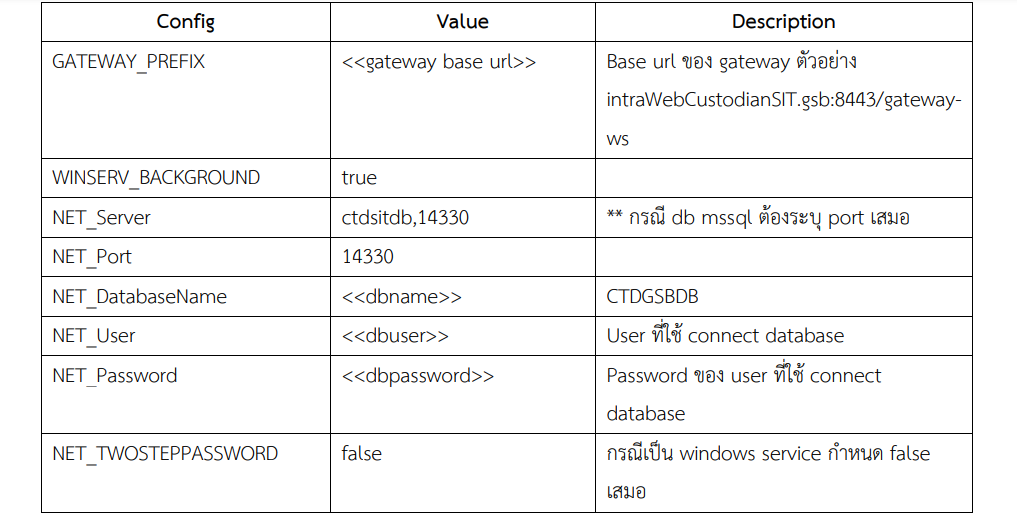 Config Value Description
GATEWAY_PREFIX <<gateway base url>> Base url ของ gateway ตัวอย่าง
intraWebCustodianSIT.gsb:8443/gateway-
ws
WINSERV_BACKGROUND true
NET_Server ctdsitdb,14330 ** กรณี db mssql ต้องระบุ port เสมอ
NET_Port 14330
NET_DatabaseName <<dbname>> CTDGSBDB
NET_User <<dbuser>> User ที่ใช้ connect database
NET_Password <<dbpassword>> Password ของ user ที่ใช้ connect
database
NET_TWOSTEPPASSWORD false กรณีเป็น windows service กำหนด false
เสมอ